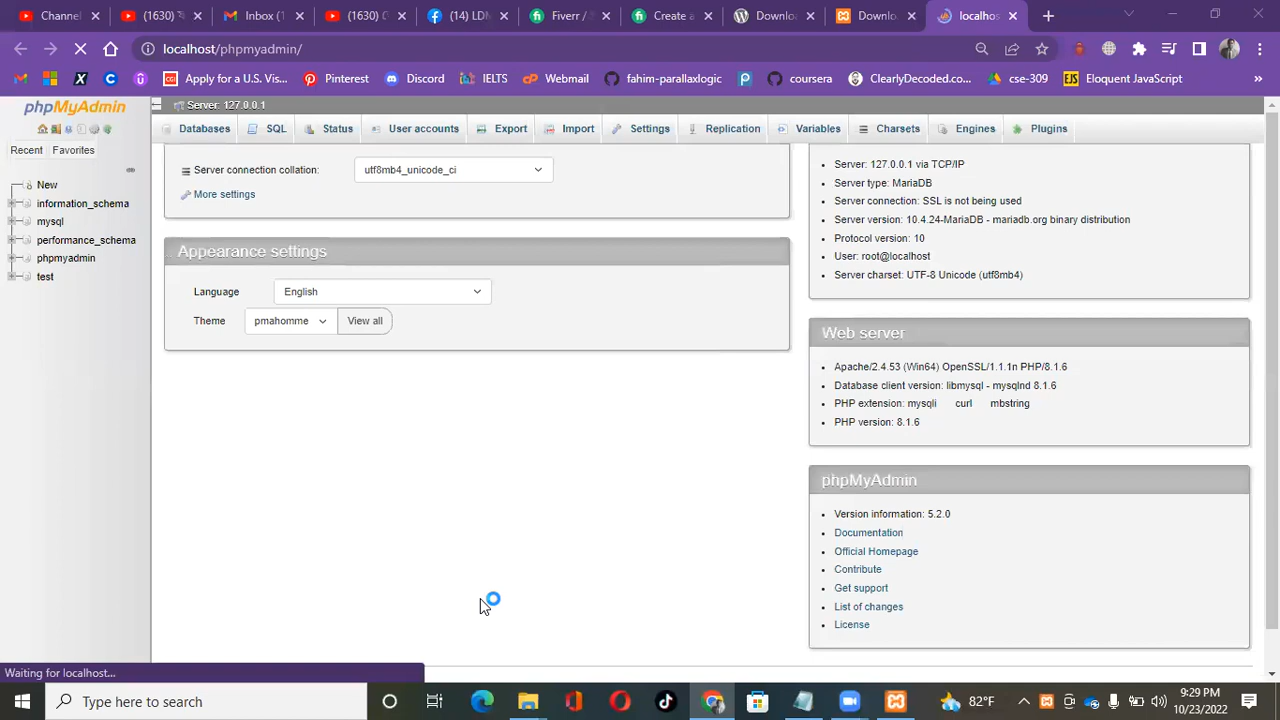 Channel
(1630)
Inbox (1
(1630) (
(14) LD
Fiverr /
Create a
Downlo
Downlo
localhos
localhost/phpmyadmin/
Apply for a U.S. Vis...
Pinterest
Discord
IELTS
Webmail
fahim-parallaxlogic
coursera
ClearlyDecoded.co...
cse-309
EJS
Eloquent JavaScript
»
phpMyAdmin
Server: 127.0.0.1
Databases
SQL
Status
User accounts
Export
Import
Settings
Replication
Variables
Charsets
Engines
Plugins
Recent
Favorites
New
information_schema
mysql
performance_schema
phpmyadmin
test
Server connection collation:
utf8mb4_unicode_ci
More settings
Appearance settings
Language
English
Theme
pmahomme
View all
Server: 127.0.0.1 via TCP/IP
Server type: MariaDB
Server connection: SSL is not being used
Server version: 10.4.24-MariaDB - mariadb.org binary distribution
Protocol version: 10
User: root@localhost
Server charset: UTF-8 Unicode (utf8mb4)
Web server
Apache/2.4.53 (Win64) OpenSSL/1.1.1n PHP/8.1.6
Database client version: libmysql - mysqlnd 8.1.6
PHP extension: mysqli curl mbstring
PHP version: 8.1.6
phpMyAdmin
Version information: 5.2.0
Documentation
Official Homepage
Contribute
Get support
List of changes
License
Waiting for localhost...
Type here to search
82°F
9:29 PM
10/23/2022